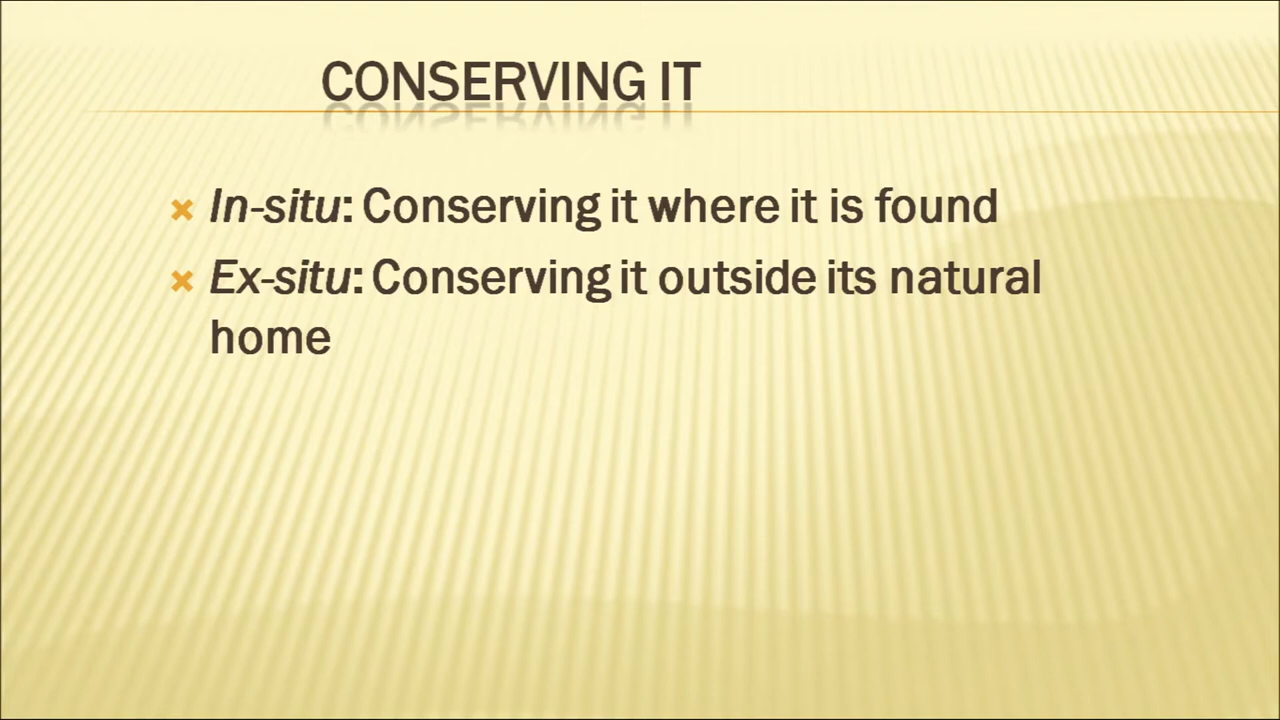 CONSERVING IT
In-situ: Conserving it where it is found
Ex-situ: Conserving it outside its natural
home